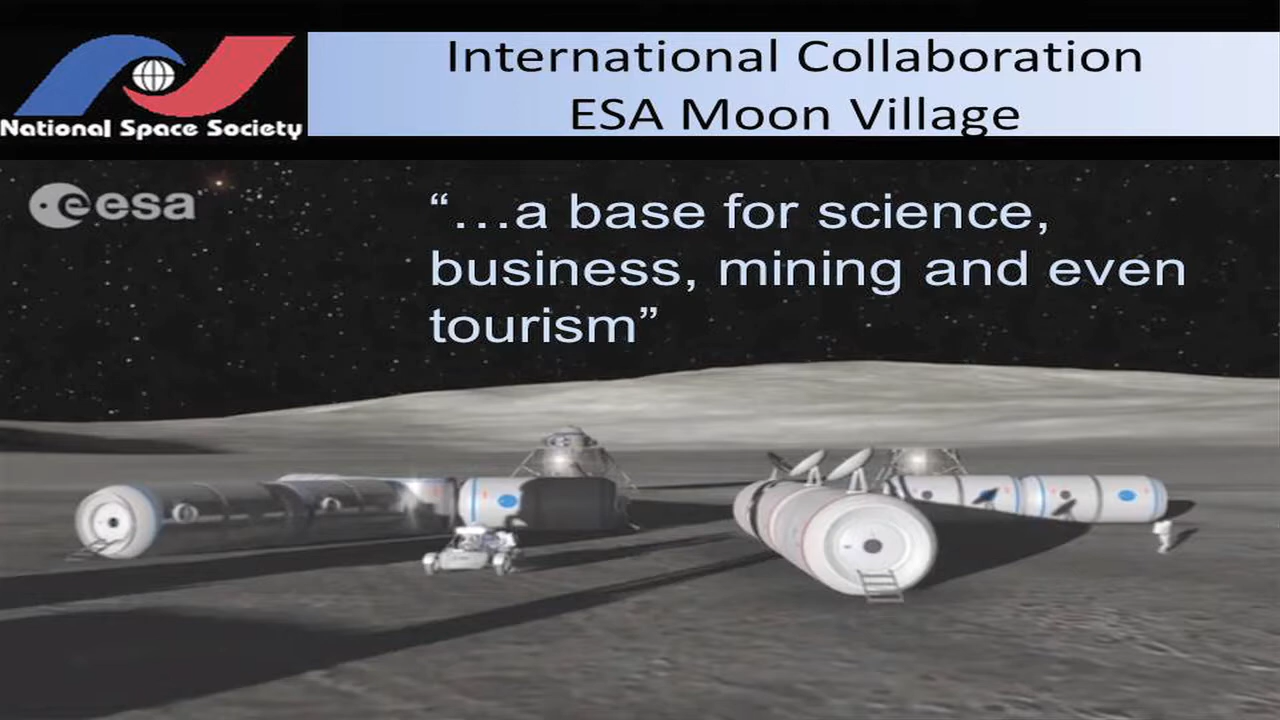 National Space Society
International Collaboration
ESA Moon Village
esa
“...a base for science,
business, mining and even
tourism”